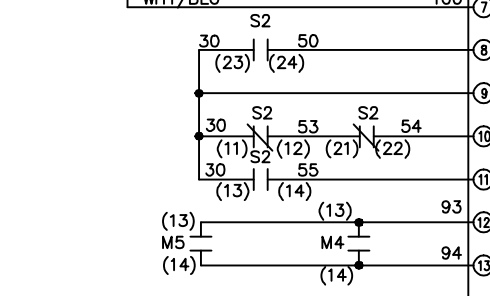 WHT/BLU
7
S2
30 50 8
(23) (24)
9
S2 S2
30 53 54 10
(11) (12) (21) (22)
S2
30 55 11
(13) (14)
93
(13) (13) 12
M5 M4
94
(14) (14) 13